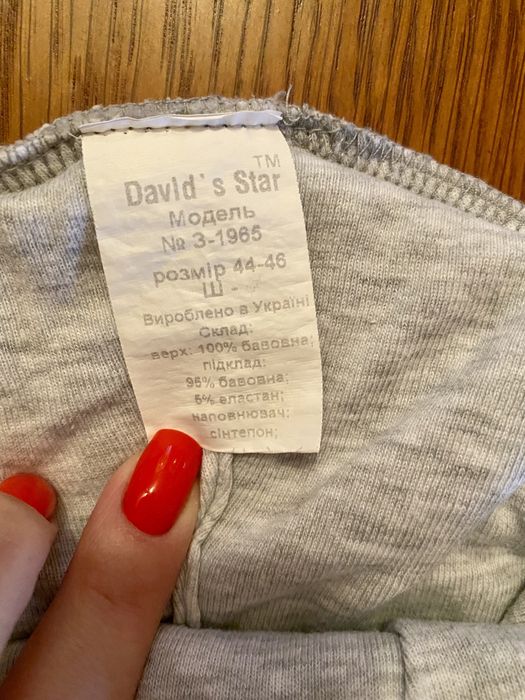 TM
David`s Star
Модель
№ 3-1965
розмір 44-46
Ш -
Вироблено в Україні
Склад:
верх: 100% бавовна;
підклад:
95% бавовна;
5% еластан;
наповнювач:
сінтепон;